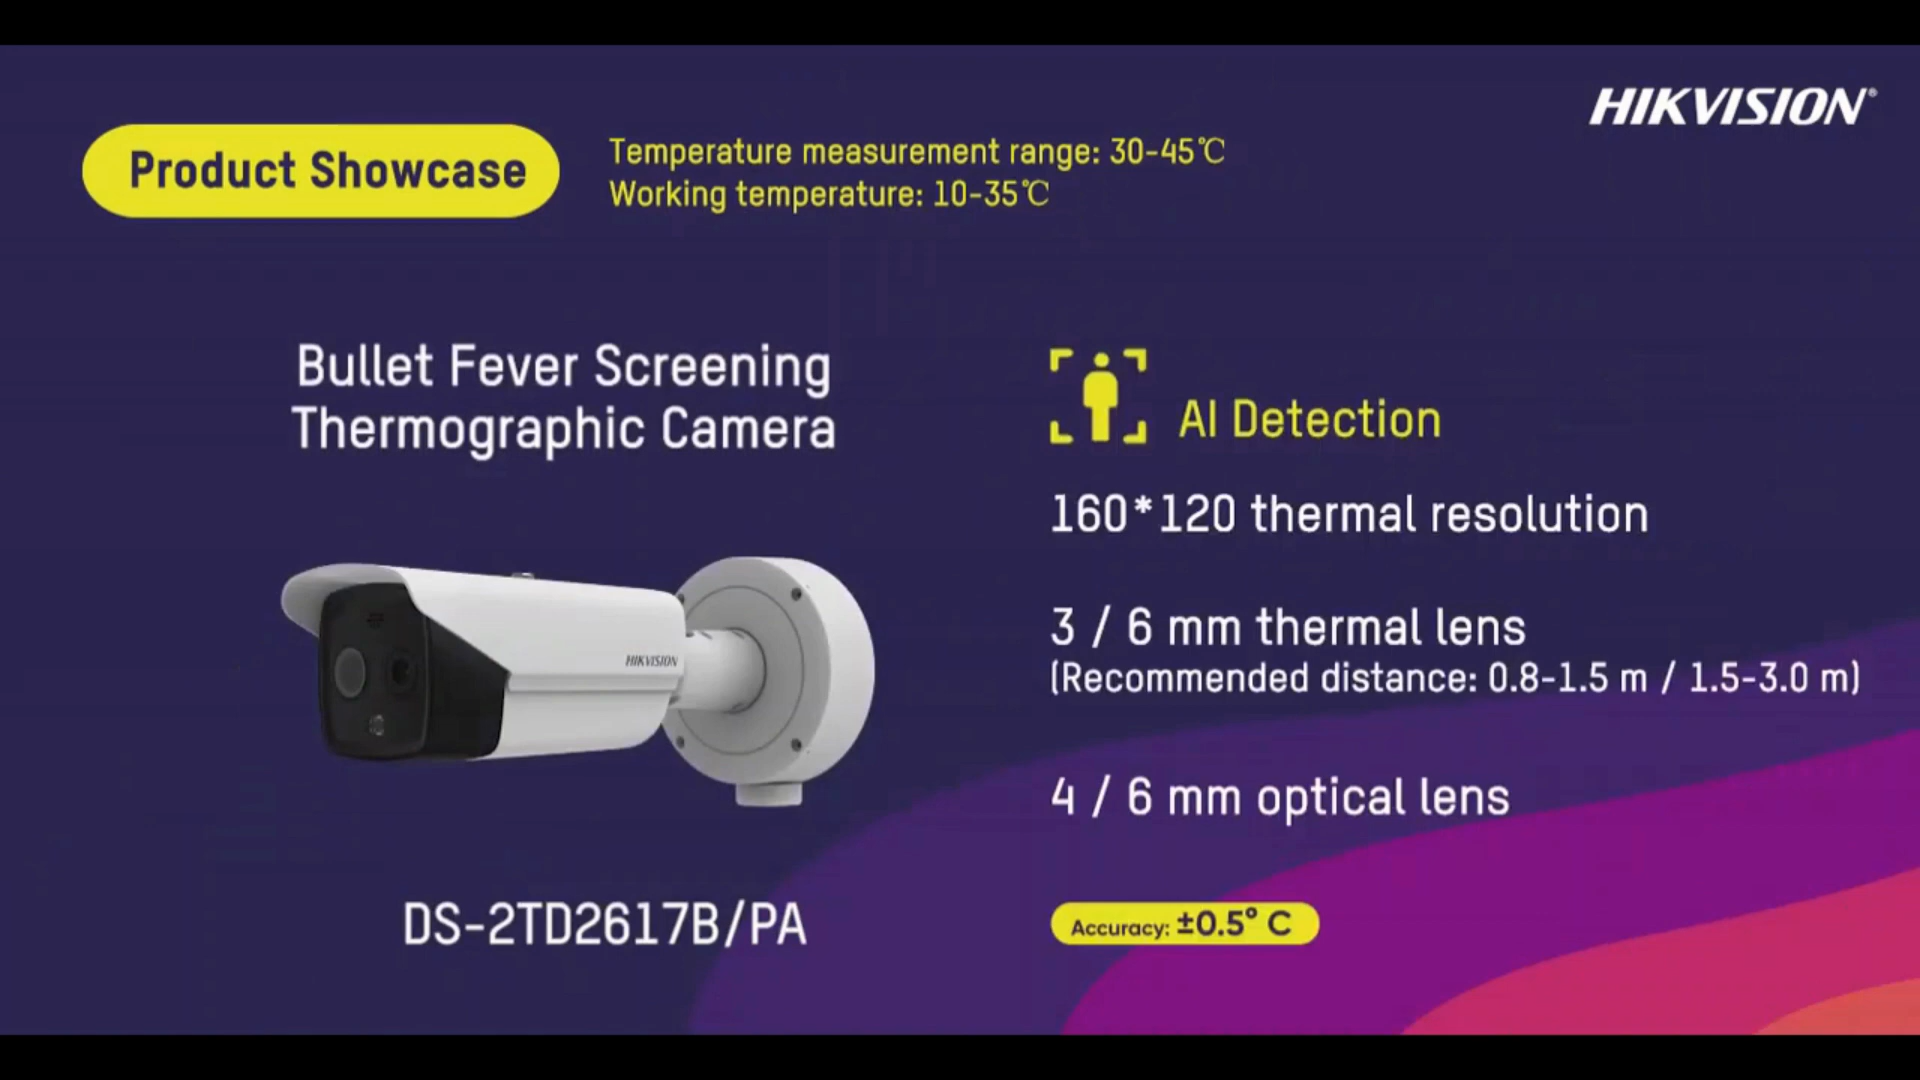 HIKVISION®
Product Showcase
Temperature measurement range: 30-45℃
Working temperature: 10-35℃
Bullet Fever Screening
Thermographic Camera
HIKVISION
DS-2TD2617B/PA
AI Detection
160*120 thermal resolution
3 / 6 mm thermal lens
(Recommended distance: 0.8-1.5 m / 1.5-3.0 m)
4 / 6 mm optical lens
Accuracy: ±0.5° C